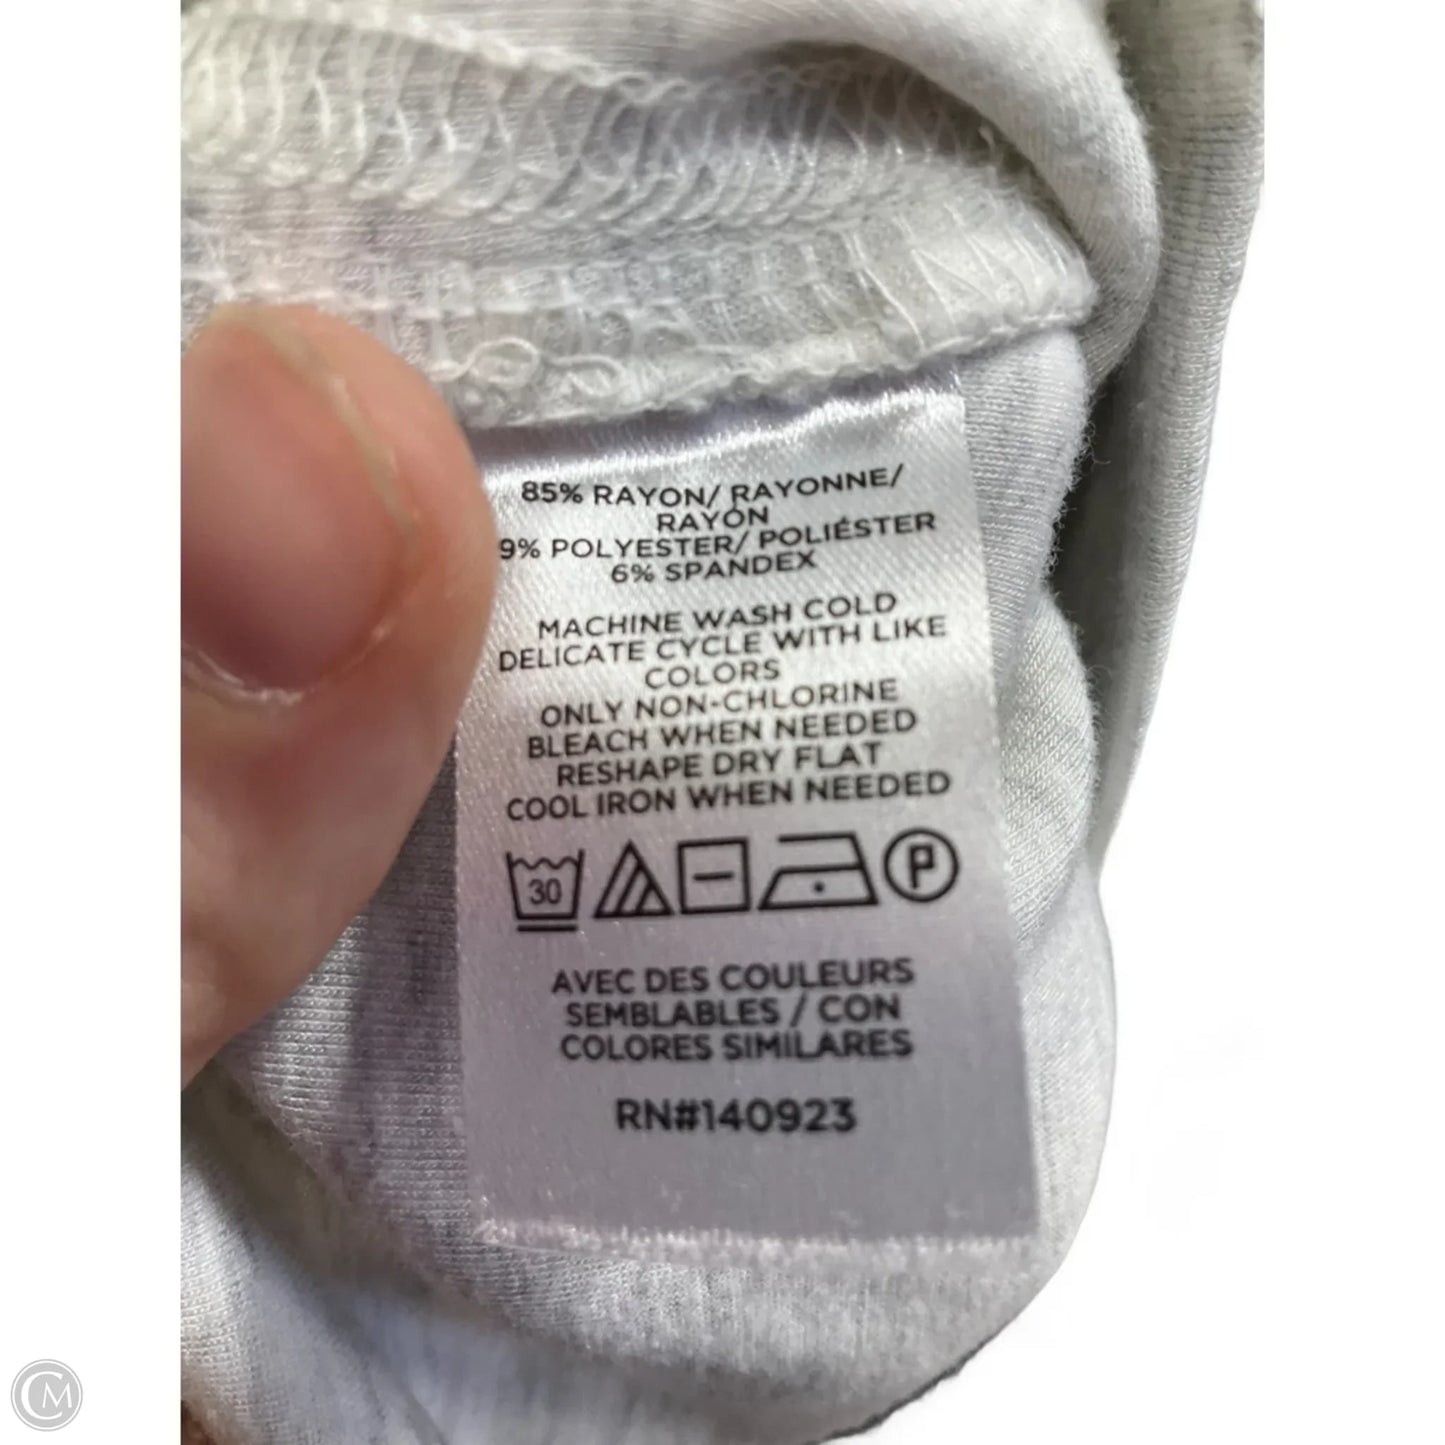 85% RAYON/ RAYONNE/
RAYÓN
9% POLYESTER/ POLIÉSTER
6% SPANDEX
MACHINE WASH COLD
DELICATE CYCLE WITH LIKE
COLORS
ONLY NON-CHLORINE
BLEACH WHEN NEEDED
RESHAPE DRY FLAT
COOL IRON WHEN NEEDED
30 P
AVEC DES COULEURS
SEMBLABLES / CON
COLORES SIMILARES
RN#140923
CM